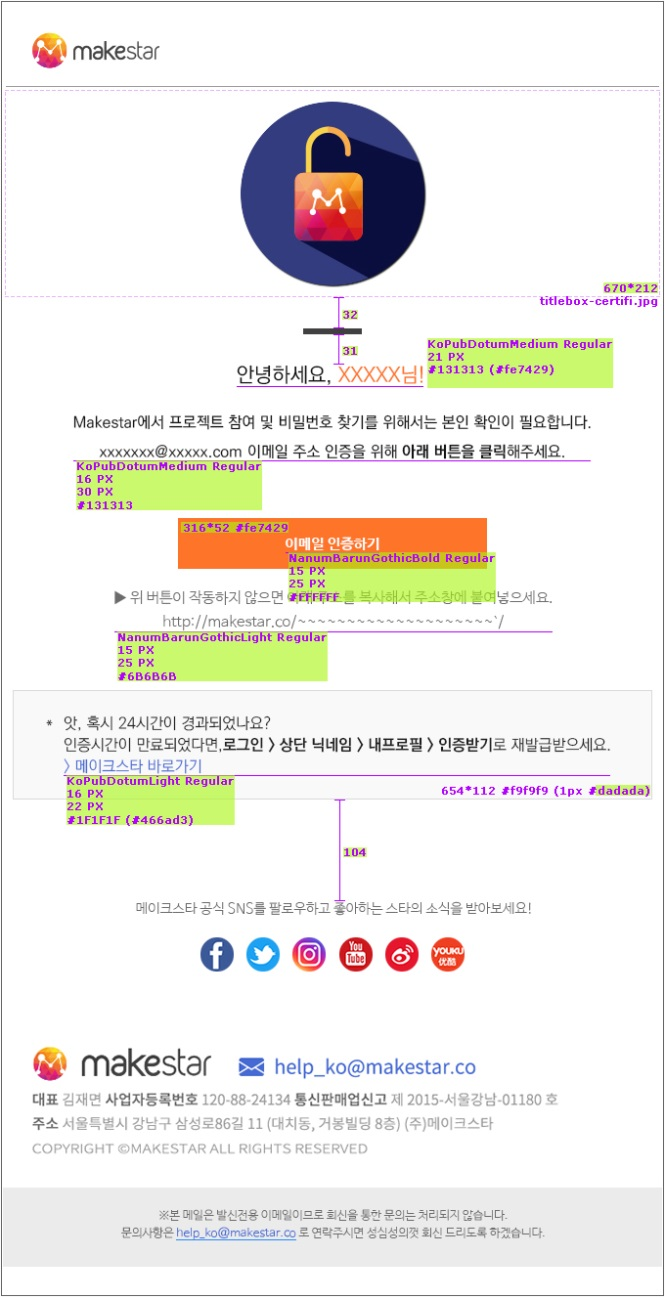 makestar
670*212
titlebox-certifi.jpg
32
31
안녕하세요, XXXXX님!
KoPubDotumMedium Regular
21 PX
#131313 (#fe7429)
Makestar에서 프로젝트 참여 및 비밀번호 찾기를 위해서는 본인 확인이 필요합니다.
xxxxxxx@xxxxx.com 이메일 주소 인증을 위해 아래 버튼을 클릭해주세요.
KoPubDotumMedium Regular
16 PX
30 PX
#131313
316*52 #fe7429
이메일 인증하기
NanumBarunGothicBold Regular
15 PX
25 PX
#FFFFFF
▶ 위 버튼이 작동하지 않으면 를 복사해서 주소창에 붙여넣으세요.
http://makestar.co/~~~~~~~~~~~~~~~~~~~~`/
NanumBarunGothicLight Regular
15 PX
25 PX
#6B6B6B
* 앗, 혹시 24시간이 경과되었나요?
인증시간이 만료되었다면,로그인 > 상단 닉네임 > 내프로필 > 인증받기로 재발급받으세요.
> 메이크스타 바로가기
KoPubDotumLight Regular
16 PX
22 PX
#1F1F1F (#466ad3)
654*112 #f9f9f9 (1px #dadada)
104
메이크스타 공식 SNS를 팔로우하고 좋아하는 스타의 소식을 받아보세요!
You Tube
YOUKU 优酷
makestar help_ko@makestar.co
대표 김재면 사업자등록번호 120-88-24134 통신판매업신고 제 2015-서울강남-01180 호
주소 서울특별시 강남구 삼성로86길 11 (대치동, 거봉빌딩 8층) (주)메이크스타
COPYRIGHT ©MAKESTAR ALL RIGHTS RESERVED
※본 메일은 발신전용 이메일이므로 회신을 통한 문의는 처리되지 않습니다.
문의사항은 help_ko@makestar.co 로 연락주시면 성심성의껏 회신 드리도록 하겠습니다.